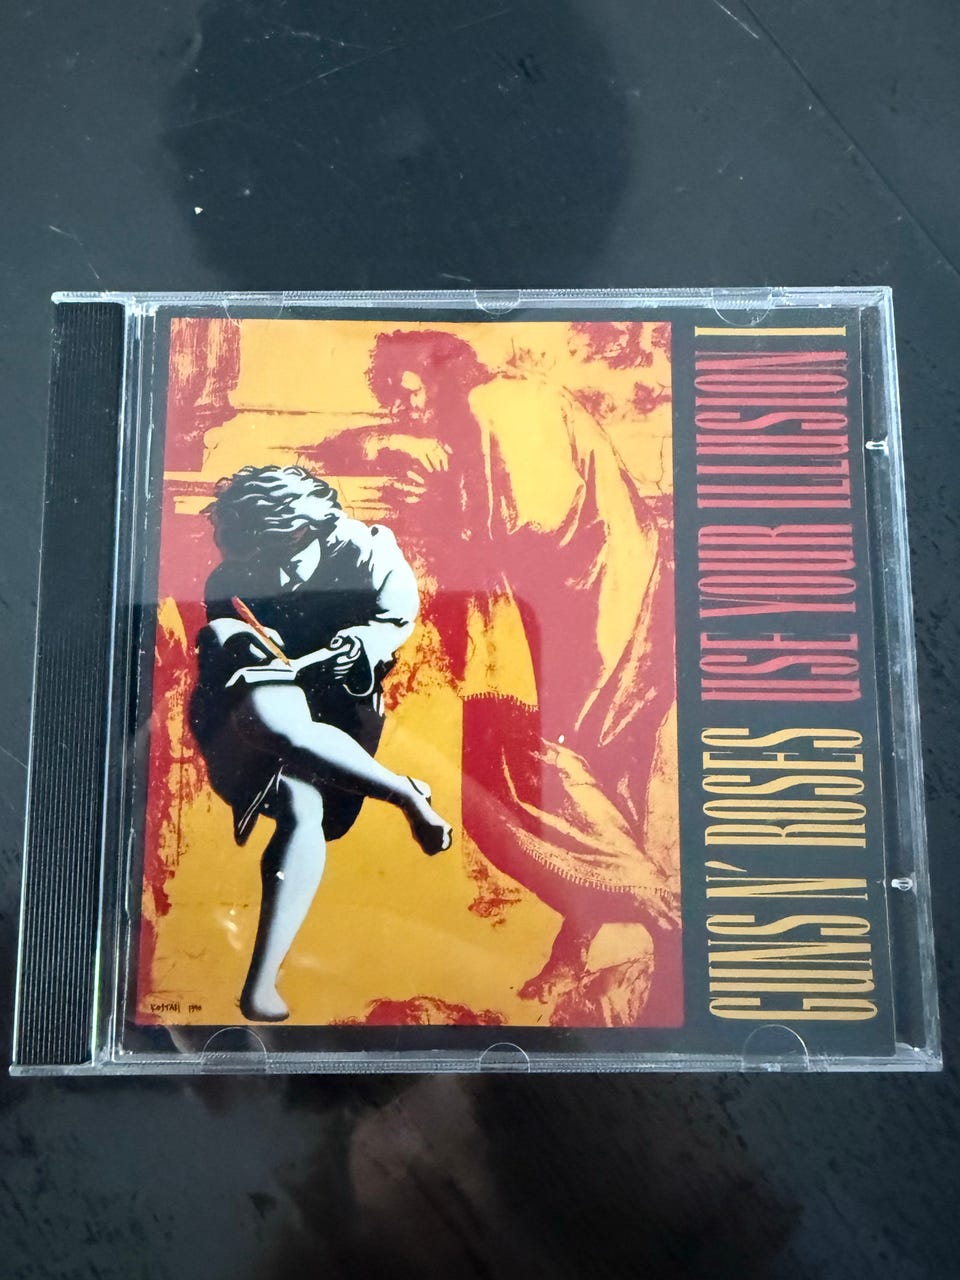 GUNS N' ROSES USE YOUR ILLUSION I
KOSTABI 1990